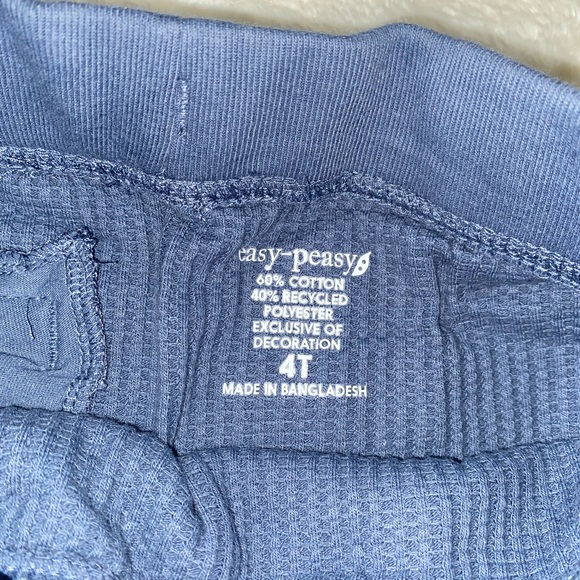 easy-peasy
60% COTTON
40% RECYCLED
POLYESTER
EXCLUSIVE OF
DECORATION
4T
MADE IN BANGLADESH